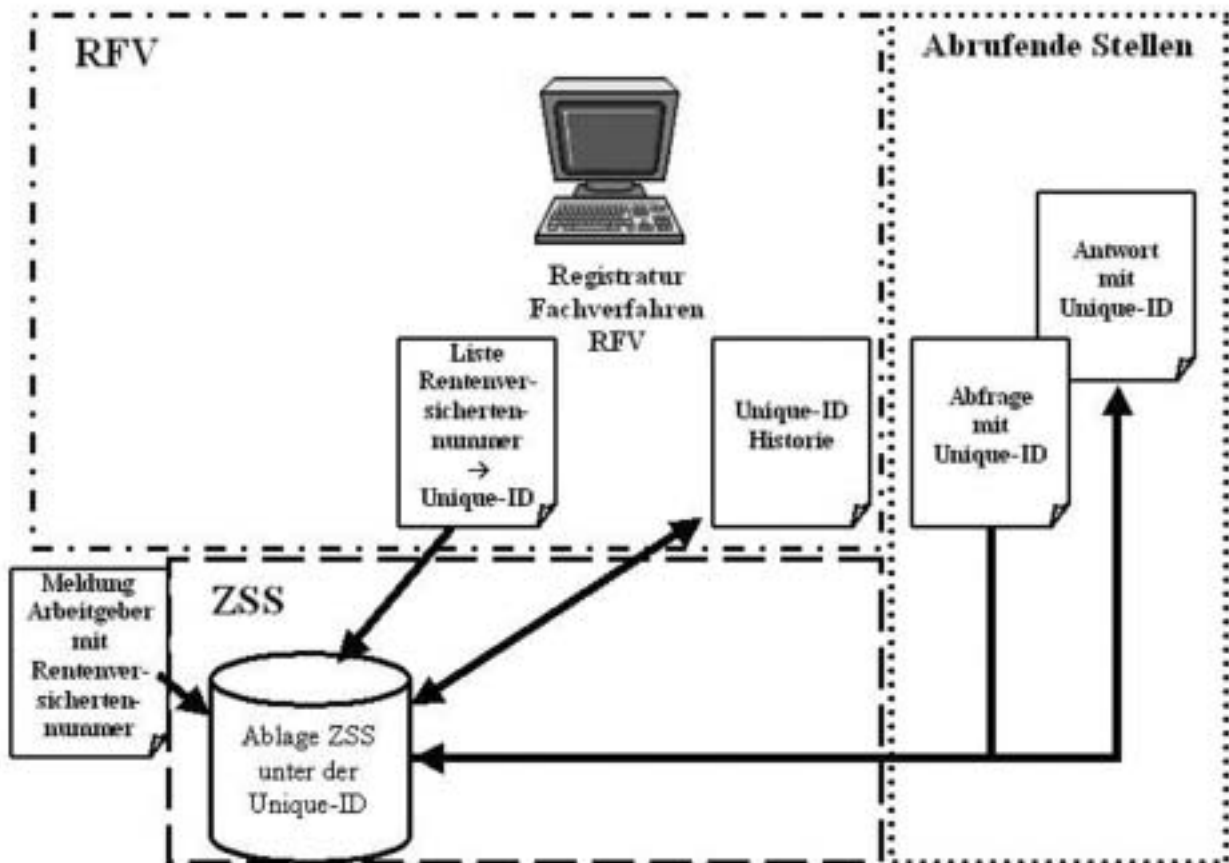 RFV
Abrufende Stellen
Registratur
Fachverfahren
RFV
Antwort
mit
Unique-ID
Liste
Rentenver-
sicherten-
nummer
→
Unique-ID
Unique-ID
Historie
Abfrage
mit
Unique-ID
Meldung
Arbeitgeber
mit
Rentenver-
sicherten-
nummer
ZSS
Ablage ZSS
unter der
Unique-ID